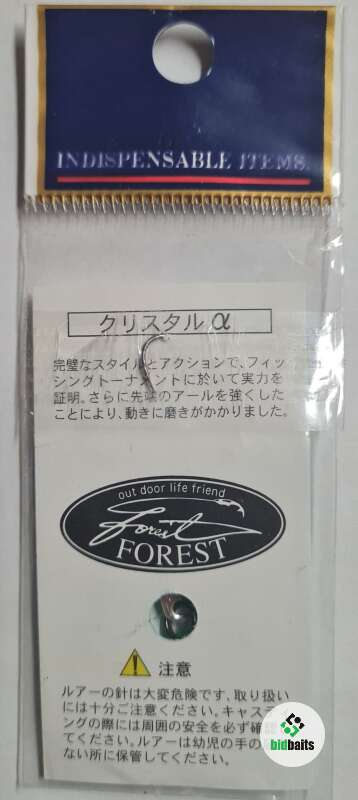 INDISPENSABLE ITEMS.
クリスタル α
完璧なスタイルとアクションで、フィッ
シングトーナメントに於いて実力を
証明。さらに先端のアールを強くした
ことにより、動きに磨きがかかりました。
out door life friend
Forest
FOREST
注意
ルアーの針は大変危険です、取り扱い
には十分ご注意ください。キャスティ
ングの際には周囲の安全を必ず確認
てください。ルアーは幼児の手の
ない所に保管してください。
bidbaits